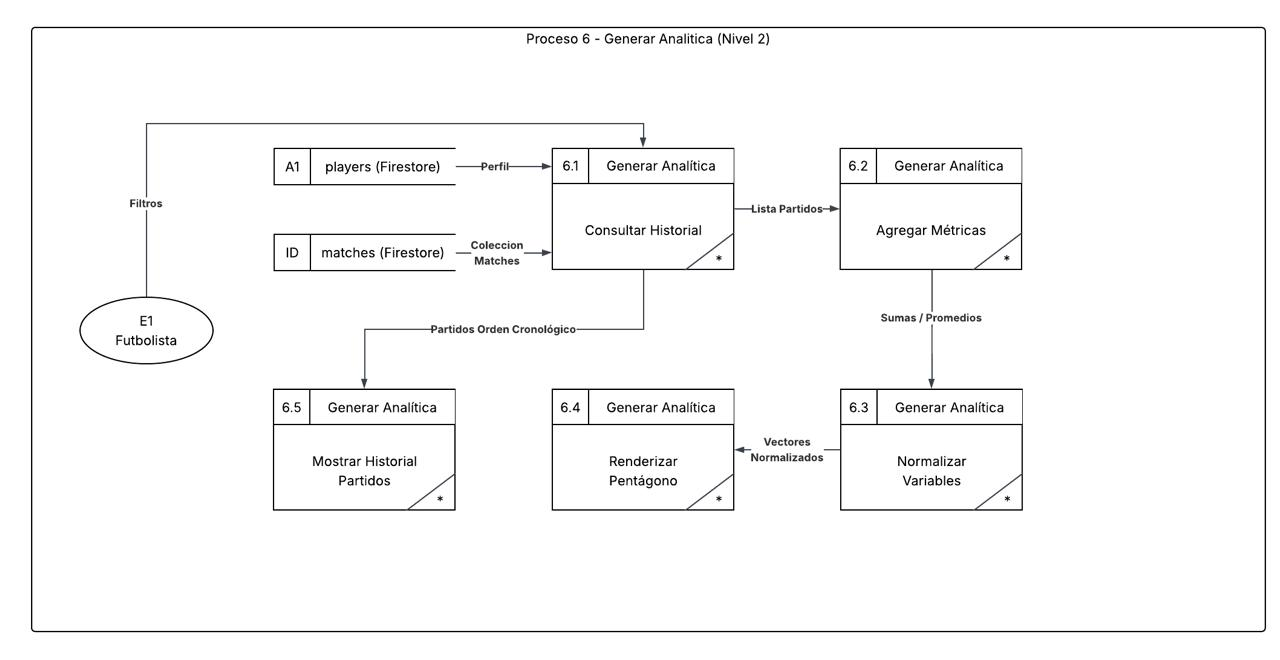 Proceso 6 - Generar Analitica (Nivel 2)
A1
players (Firestore)
Perfil
6.1
Generar Analítica
6.2
Generar Analítica
Filtros
Lista Partidos
Consultar Historial
*
Agregar Métricas
*
ID
matches (Firestore)
Coleccion
Matches
E1
Futbolista
Partidos Orden Cronológico
Sumas / Promedios
6.5
Generar Analítica
6.4
Generar Analítica
6.3
Generar Analítica
Mostrar Historial
Partidos
*
Renderizar
Pentágono
*
Vectores
Normalizados
Normalizar
Variables
*